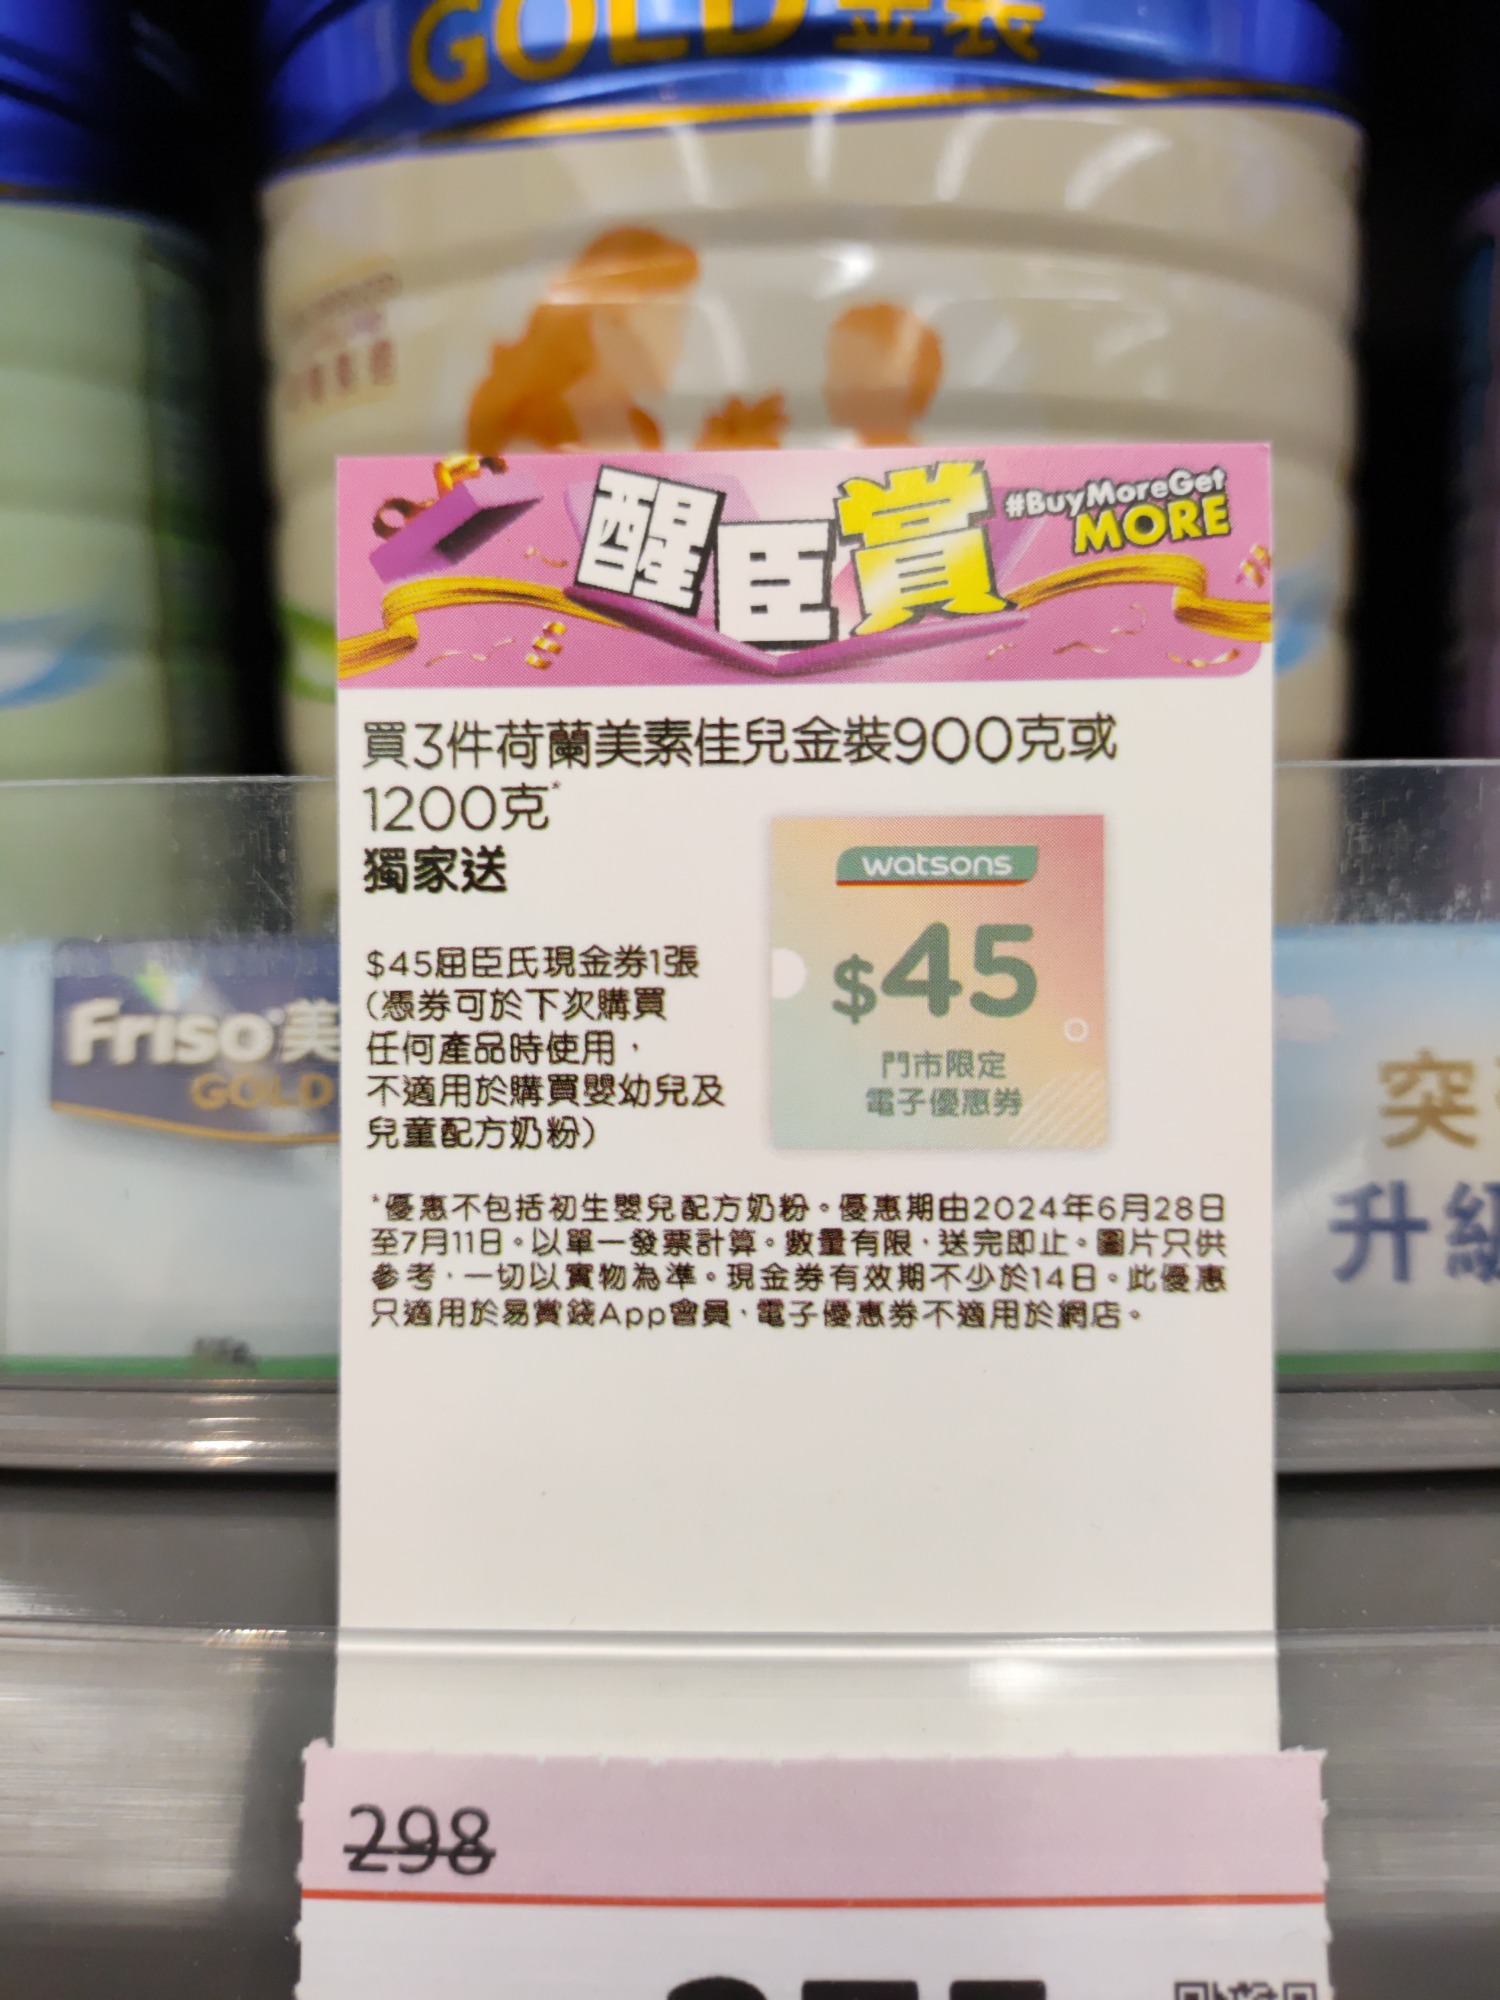 GOLD金裝
醒臣賞
#BuyMoreGet
MORE
買3件荷蘭美素佳兒金裝900克或
1200克*
獨家送
$45屈臣氏現金券1張
(憑券可於下次購買
任何產品時使用，
不適用於購買嬰幼兒及
兒童配方奶粉)
watsons
$45
門市限定
電子優惠券
*優惠不包括初生嬰兒配方奶粉。優惠期由2024年6月28日
至7月11日。以單一發票計算。數量有限，送完即止。圖片只供
參考，一切以實物為準。現金券有效期不少於14日。此優惠
只適用於易賞錢App會員，電子優惠券不適用於網店。
Friso美
GOLD
突
升級
298